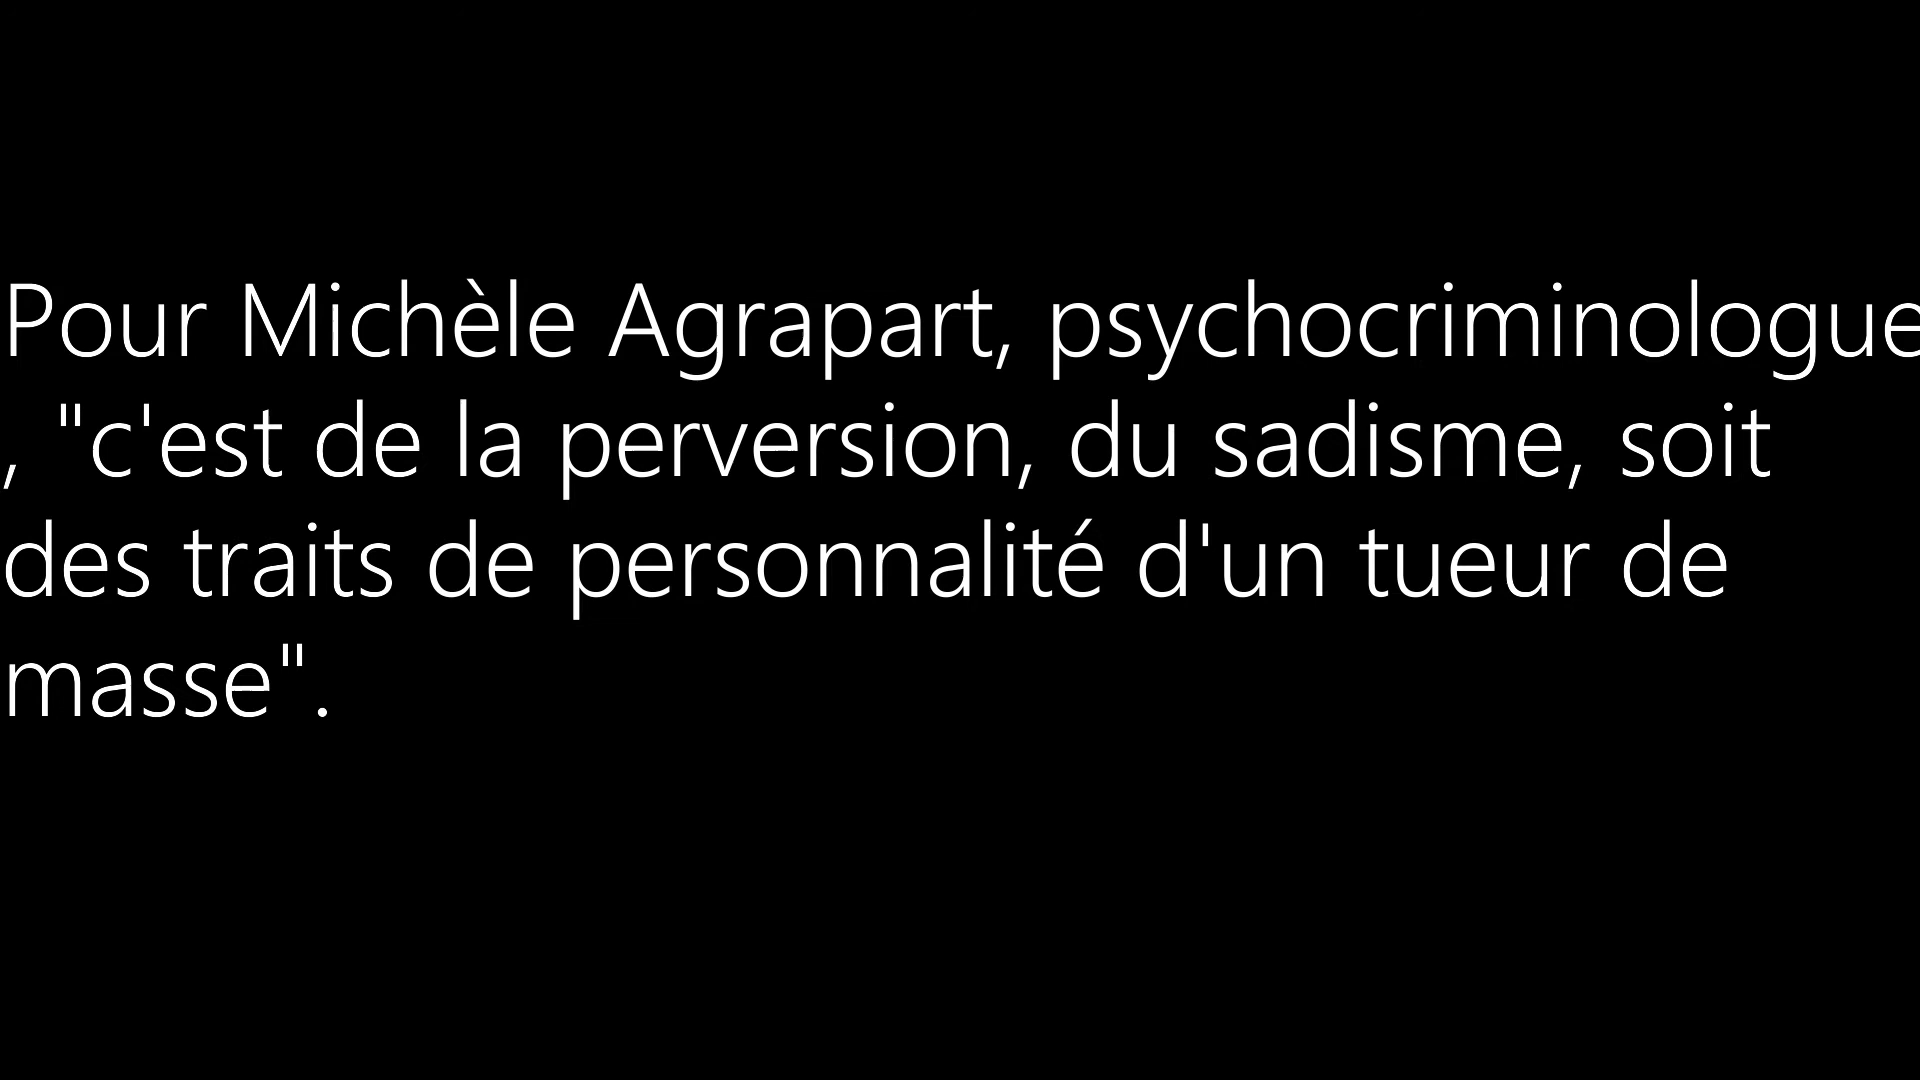 Pour Michèle Agrapart, psychocriminologue
, "c'est de la perversion, du sadisme, soit
des traits de personnalité d'un tueur de
masse".